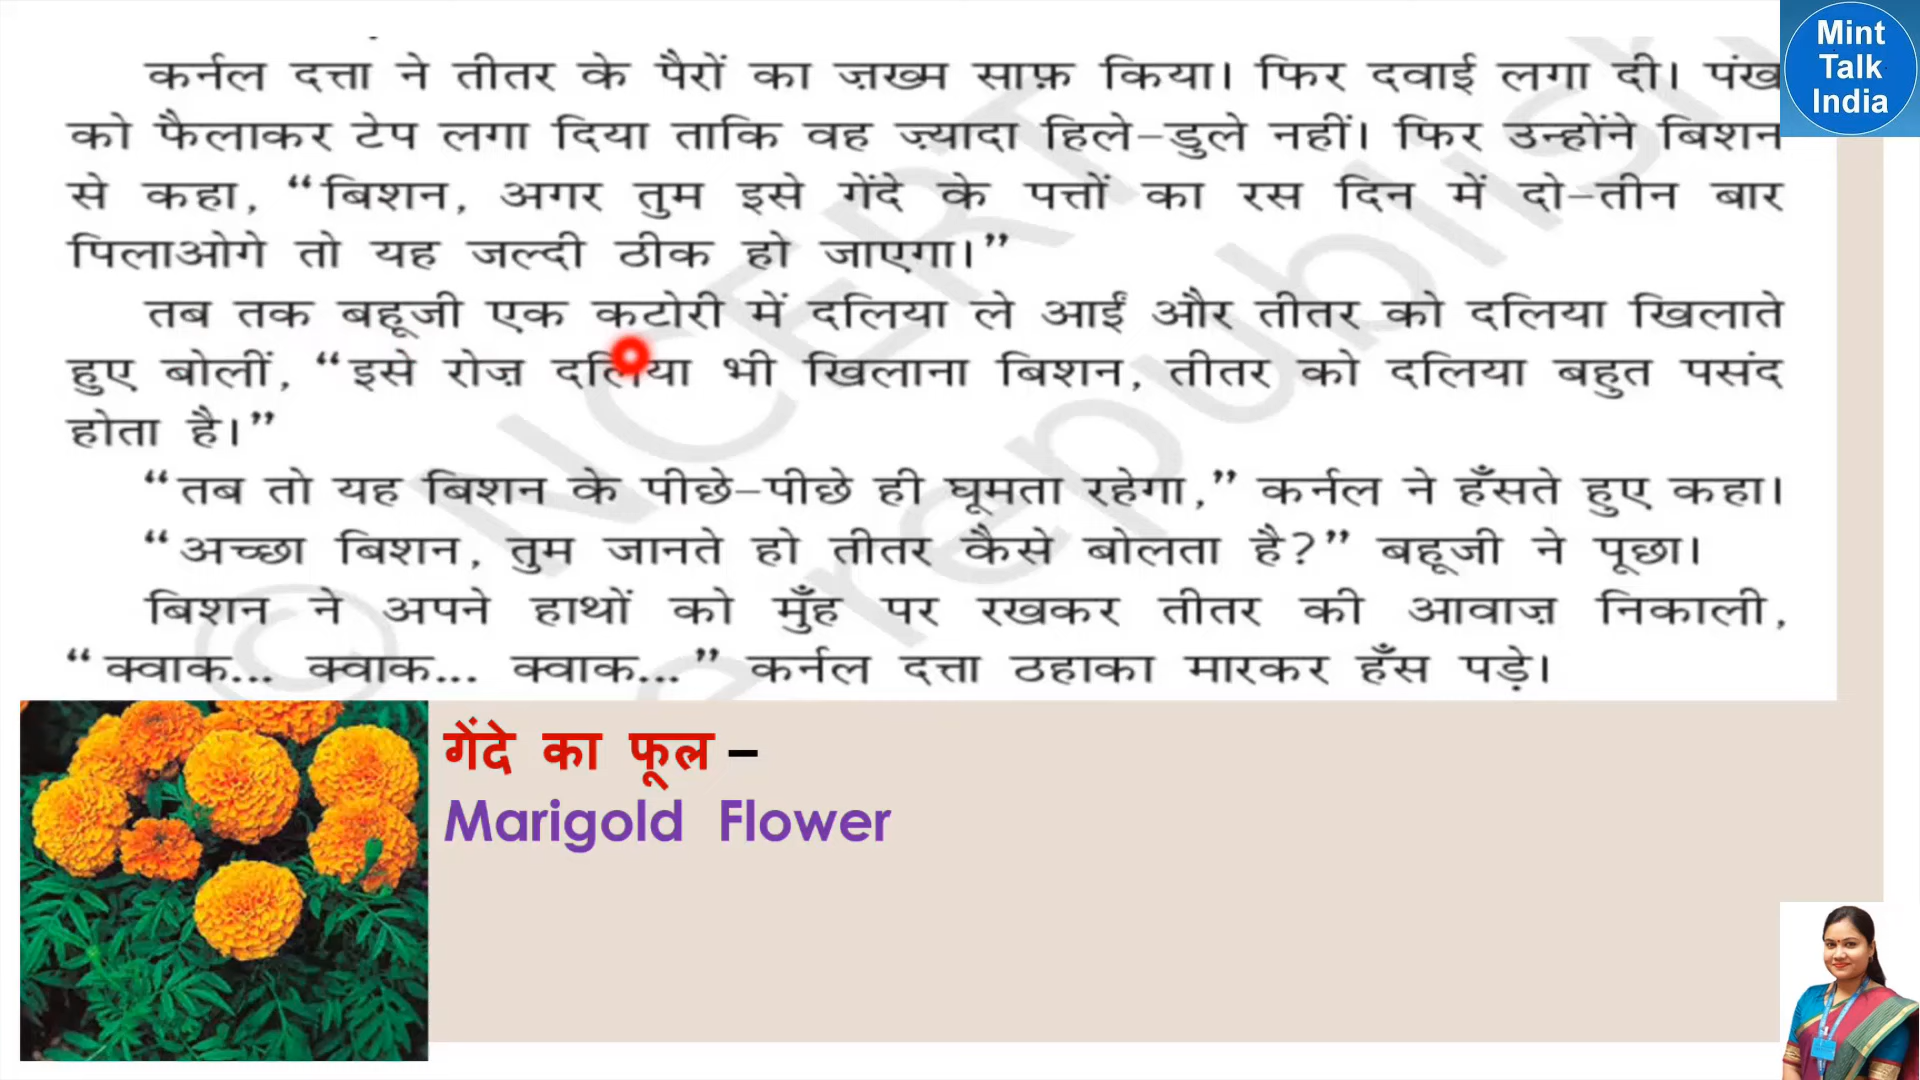 कर्नल दत्ता ने तीतर के पैरों का ज़ख्म साफ़ किया। फिर दवाई लगा दी। पंख
को फैलाकर टेप लगा दिया ताकि वह ज़्यादा हिले-डुले नहीं। फिर उन्होंने बिशन
से कहा, “बिशन, अगर तुम इसे गेंदे के पत्तों का रस दिन में दो-तीन बार
पिलाओगे तो यह जल्दी ठीक हो जाएगा।”
तब तक बहूजी एक कटोरी में दलिया ले आईं और तीतर को दलिया खिलाते
हुए बोलीं, “इसे रोज़ दलिया भी खिलाना बिशन, तीतर को दलिया बहुत पसंद
होता है।”
“तब तो यह बिशन के पीछे-पीछे ही घूमता रहेगा,” कर्नल ने हँसते हुए कहा।
“अच्छा बिशन, तुम जानते हो तीतर कैसे बोलता है?” बहूजी ने पूछा।
बिशन ने अपने हाथों को मुँह पर रखकर तीतर की आवाज़ निकाली,
“क्वाक... क्वाक... क्वाक...” कर्नल दत्ता ठहाका मारकर हँस पड़े।
गेंदे का फूल –
Marigold Flower
Mint
Talk
India
© NCERT
republish